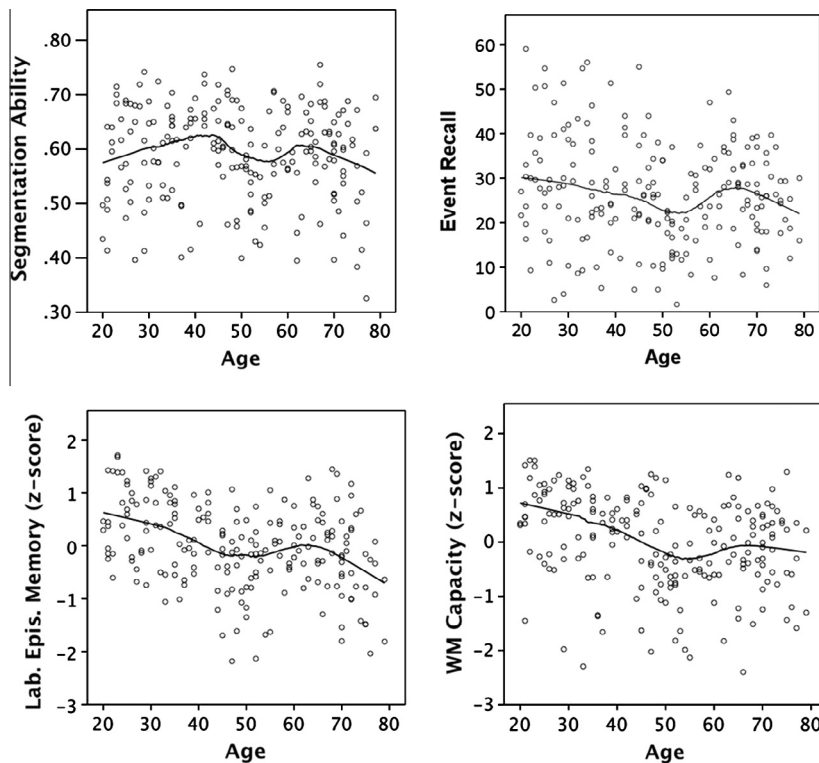 Segmentation Ability
.80
.70
.60
.50
.40
.30
20 30 40 50 60 70 80
Age
Event Recall
60
50
40
30
20
10
0
20 30 40 50 60 70 80
Age
Lab. Epis. Memory (z-score)
2
1
0
-1
-2
-3
20 30 40 50 60 70 80
Age
WM Capacity (z-score)
2
1
0
-1
-2
-3
20 30 40 50 60 70 80
Age